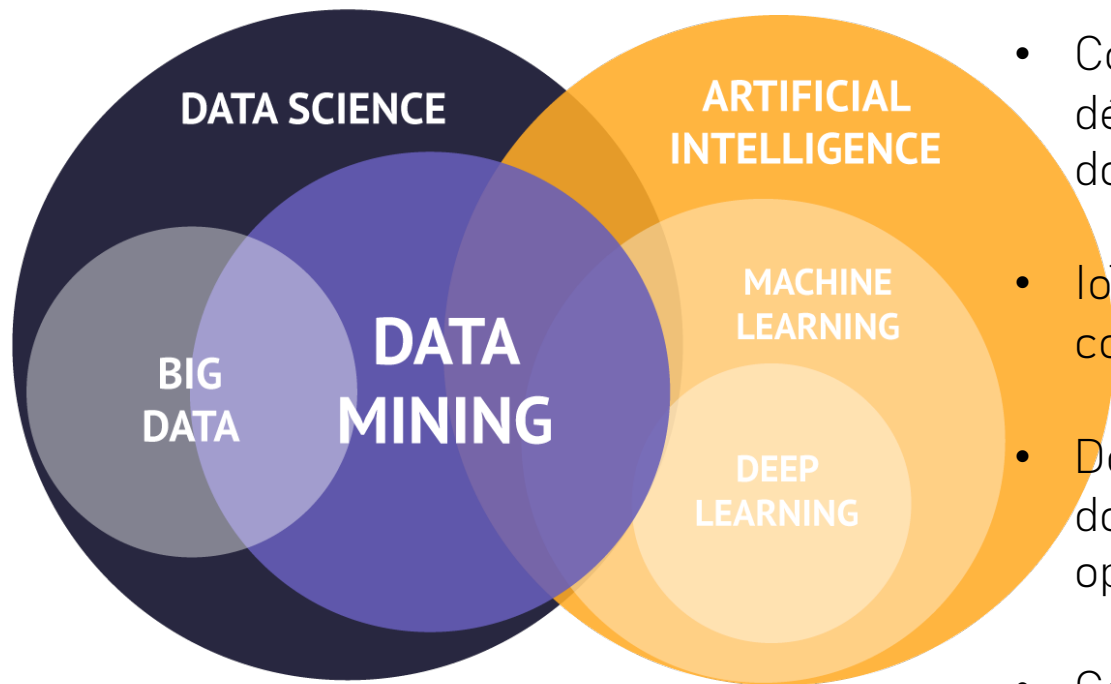 DATA SCIENCE
ARTIFICIAL
INTELLIGENCE
BIG
DATA
DATA
MINING
MACHINE
LEARNING
DEEP
LEARNING